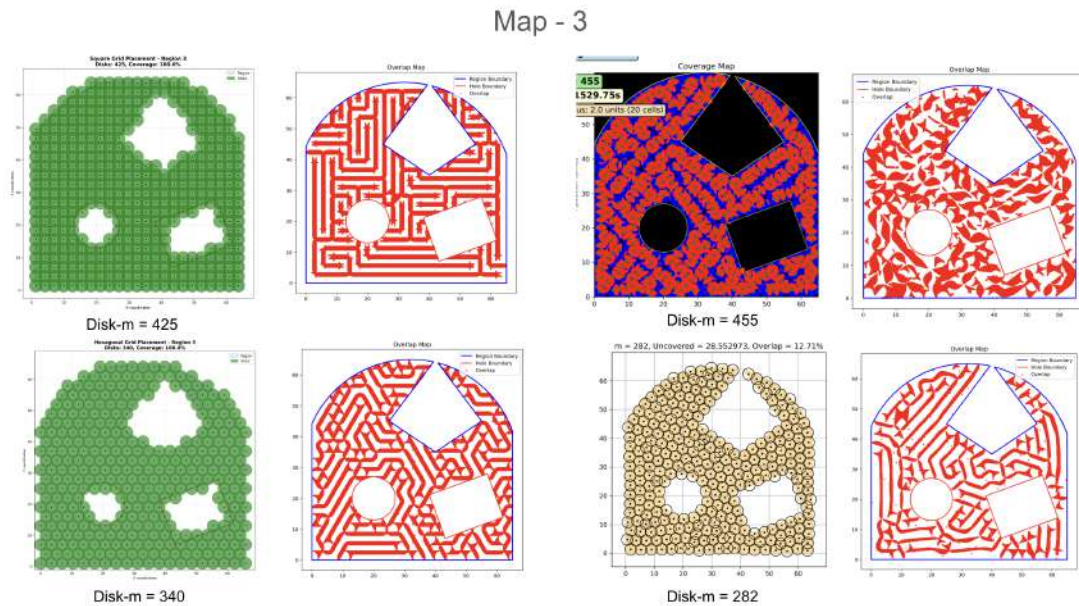 Map - 3
Square Grid Placement - Region 3
Disks: 425, Coverage: 100.0%
Overlap Map
Region Boundary
Hole Boundary
Overlap
Disk-m = 425
455
1529.75s
us: 2.0 units (20 cells)
Coverage Map
Disk-m = 455
Overlap Map
Region Boundary
Hole Boundary
Overlap
Hexagonal Grid Placement - Region 3
Disks: 340, Coverage: 100.0%
Overlap Map
Region Boundary
Hole Boundary
Overlap
Disk-m = 340
m = 282, Uncovered = 28.552973, Overlap = 12.71%
Disk-m = 282
Overlap Map
Region Boundary
Hole Boundary
Overlap